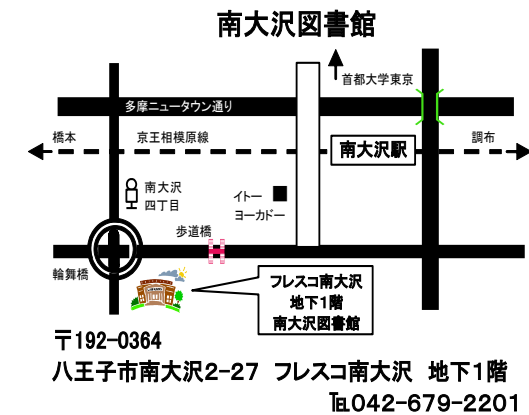 南大沢図書館
首都大学東京
多摩ニュータウン通り
橋本
京王相模原線
南大沢駅
調布
南大沢
四丁目
イトー
ヨーカドー
歩道橋
輪舞橋
フレスコ南大沢
地下1階
南大沢図書館
〒192-0364
八王子市南大沢2-27 フレスコ南大沢 地下1階
℡042-679-2201